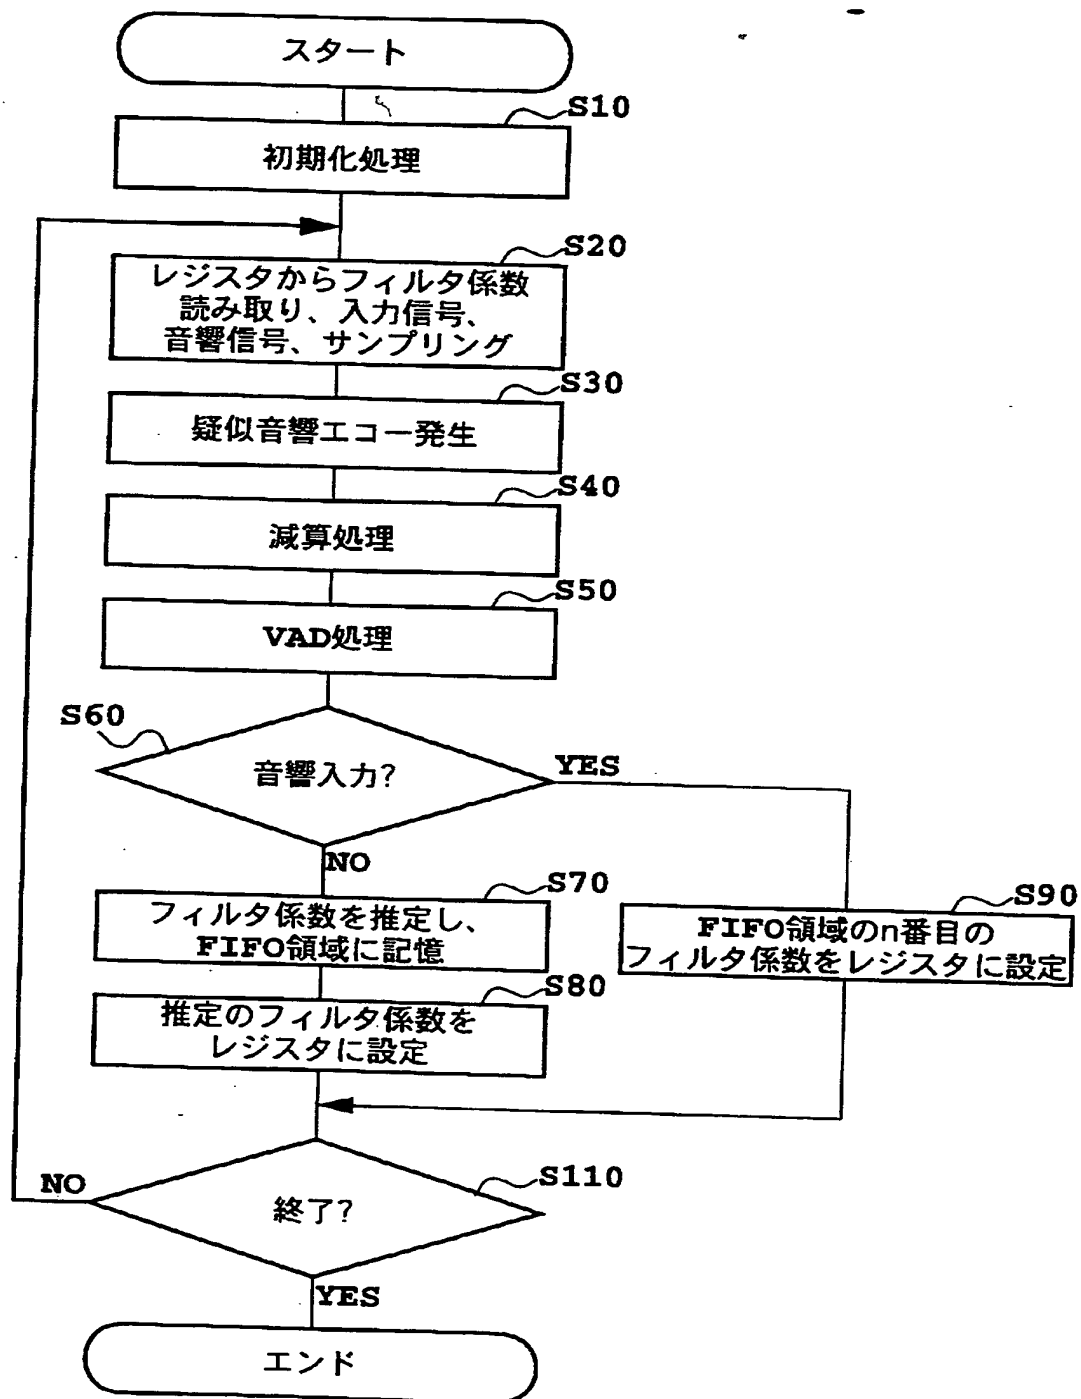 スタート
S10
初期化処理
S20
レジスタからフィルタ係数
読み取り、入力信号、
音響信号、サンプリング
S30
疑似音響エコー発生
S40
減算処理
S50
VAD処理
S60
音響入力?
YES
NO
S70
フィルタ係数を推定し、
FIFO領域に記憶
S90
FIFO領域のn番目の
フィルタ係数をレジスタに設定
S80
推定のフィルタ係数を
レジスタに設定
NO
S110
終了?
YES
エンド